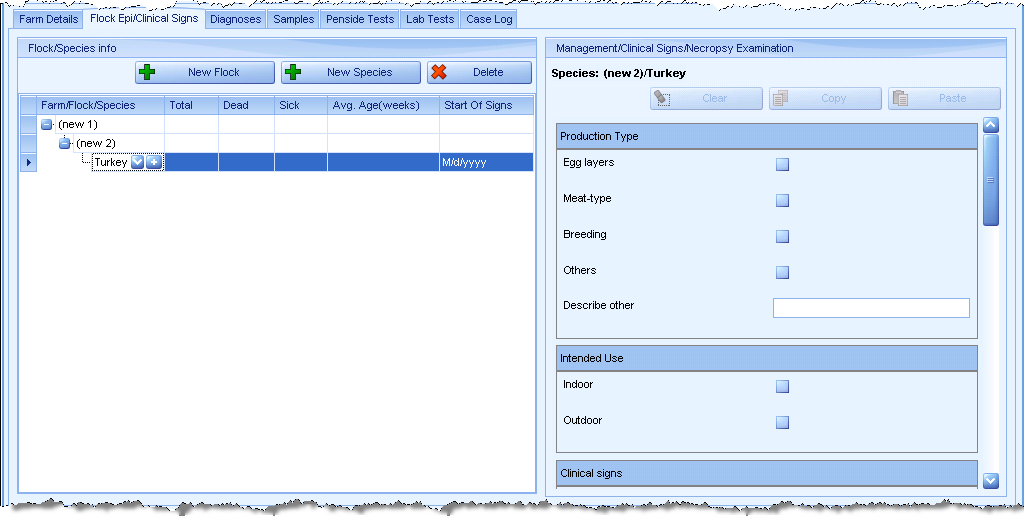 Farm Details Flock Epi/Clinical Signs Diagnoses Samples Penside Tests Lab Tests Case Log
Flock/Species info
New Flock New Species Delete
Farm/Flock/Species Total Dead Sick Avg. Age(weeks) Start Of Signs
(new 1)
(new 2)
Turkey M/d/yyyy
Management/Clinical Signs/Necropsy Examination
Species: (new 2)/Turkey
Clear Copy Paste
Production Type
Egg layers
Meat-type
Breeding
Others
Describe other
Intended Use
Indoor
Outdoor
Clinical signs